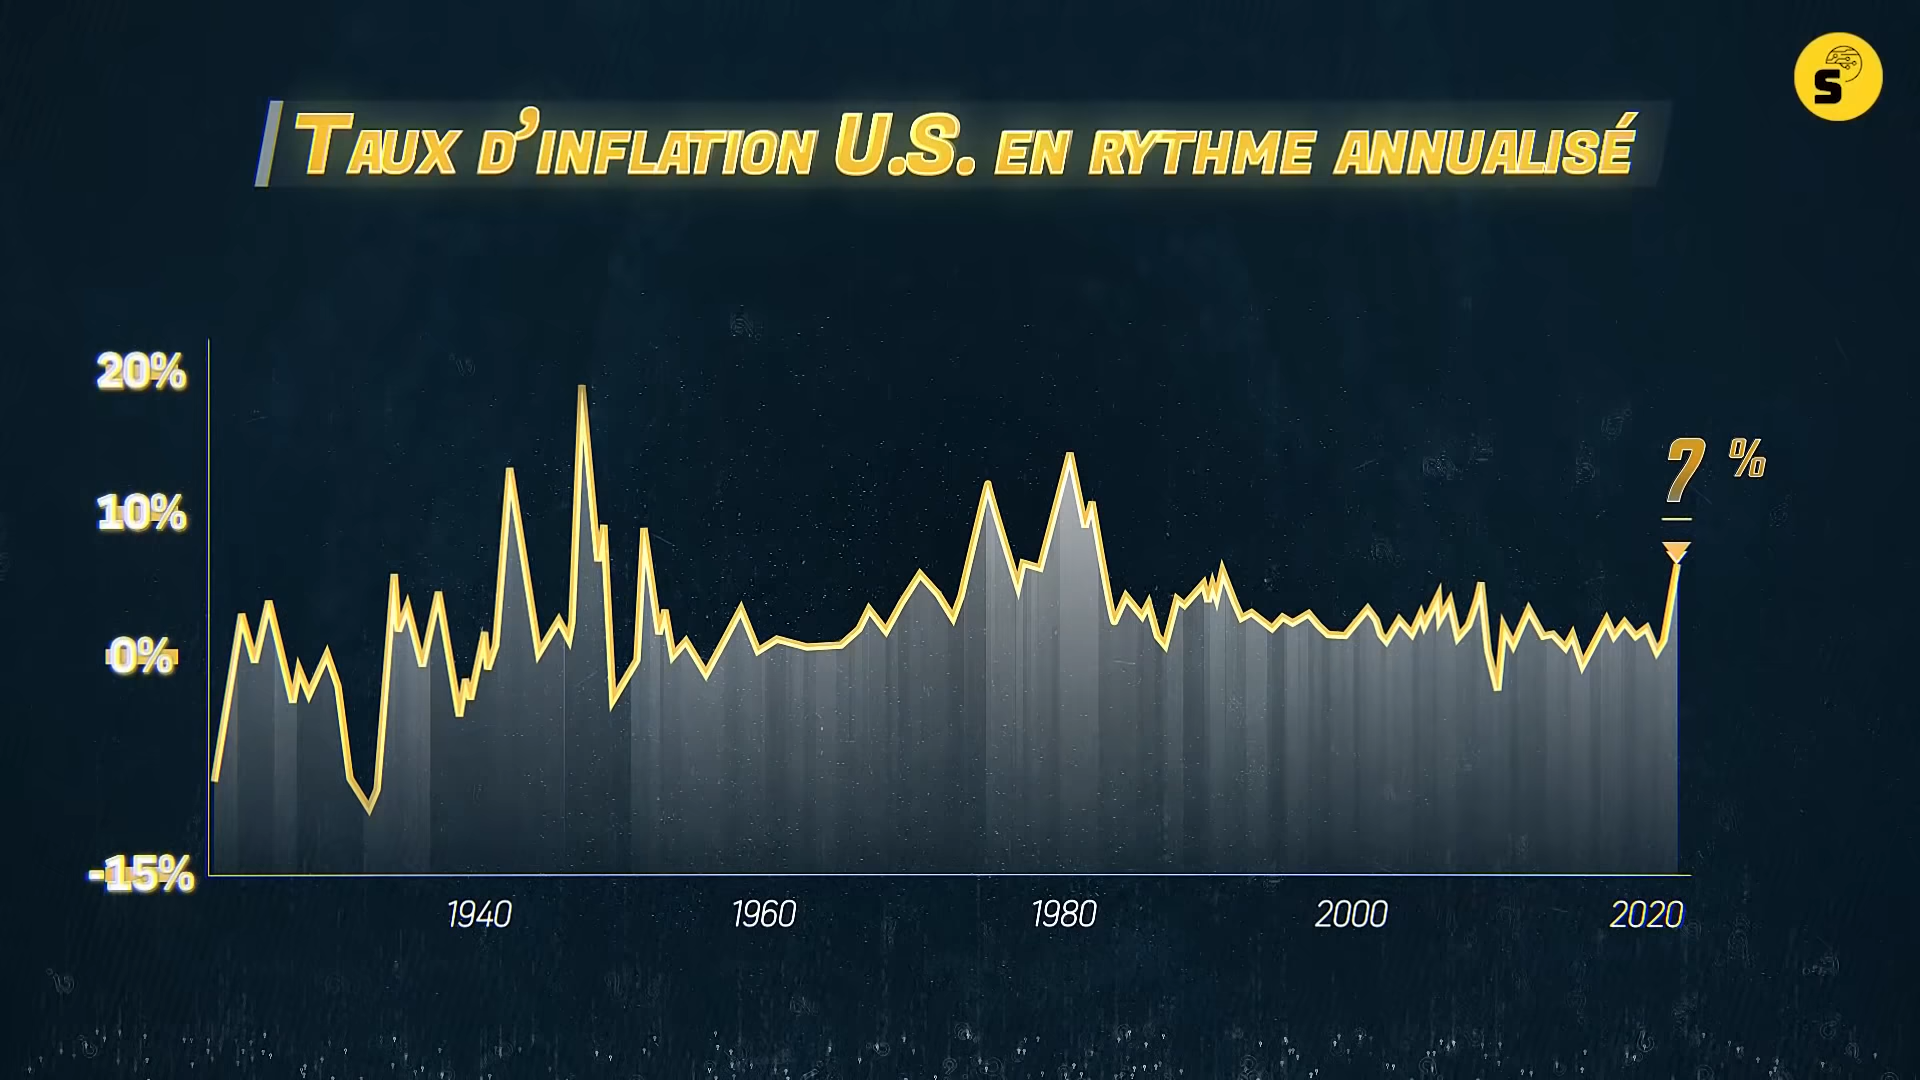 S
Taux d'inflation U.S. en rythme annualisé
20%
10%
0%
-15%
7 %
1940 1960 1980 2000 2020